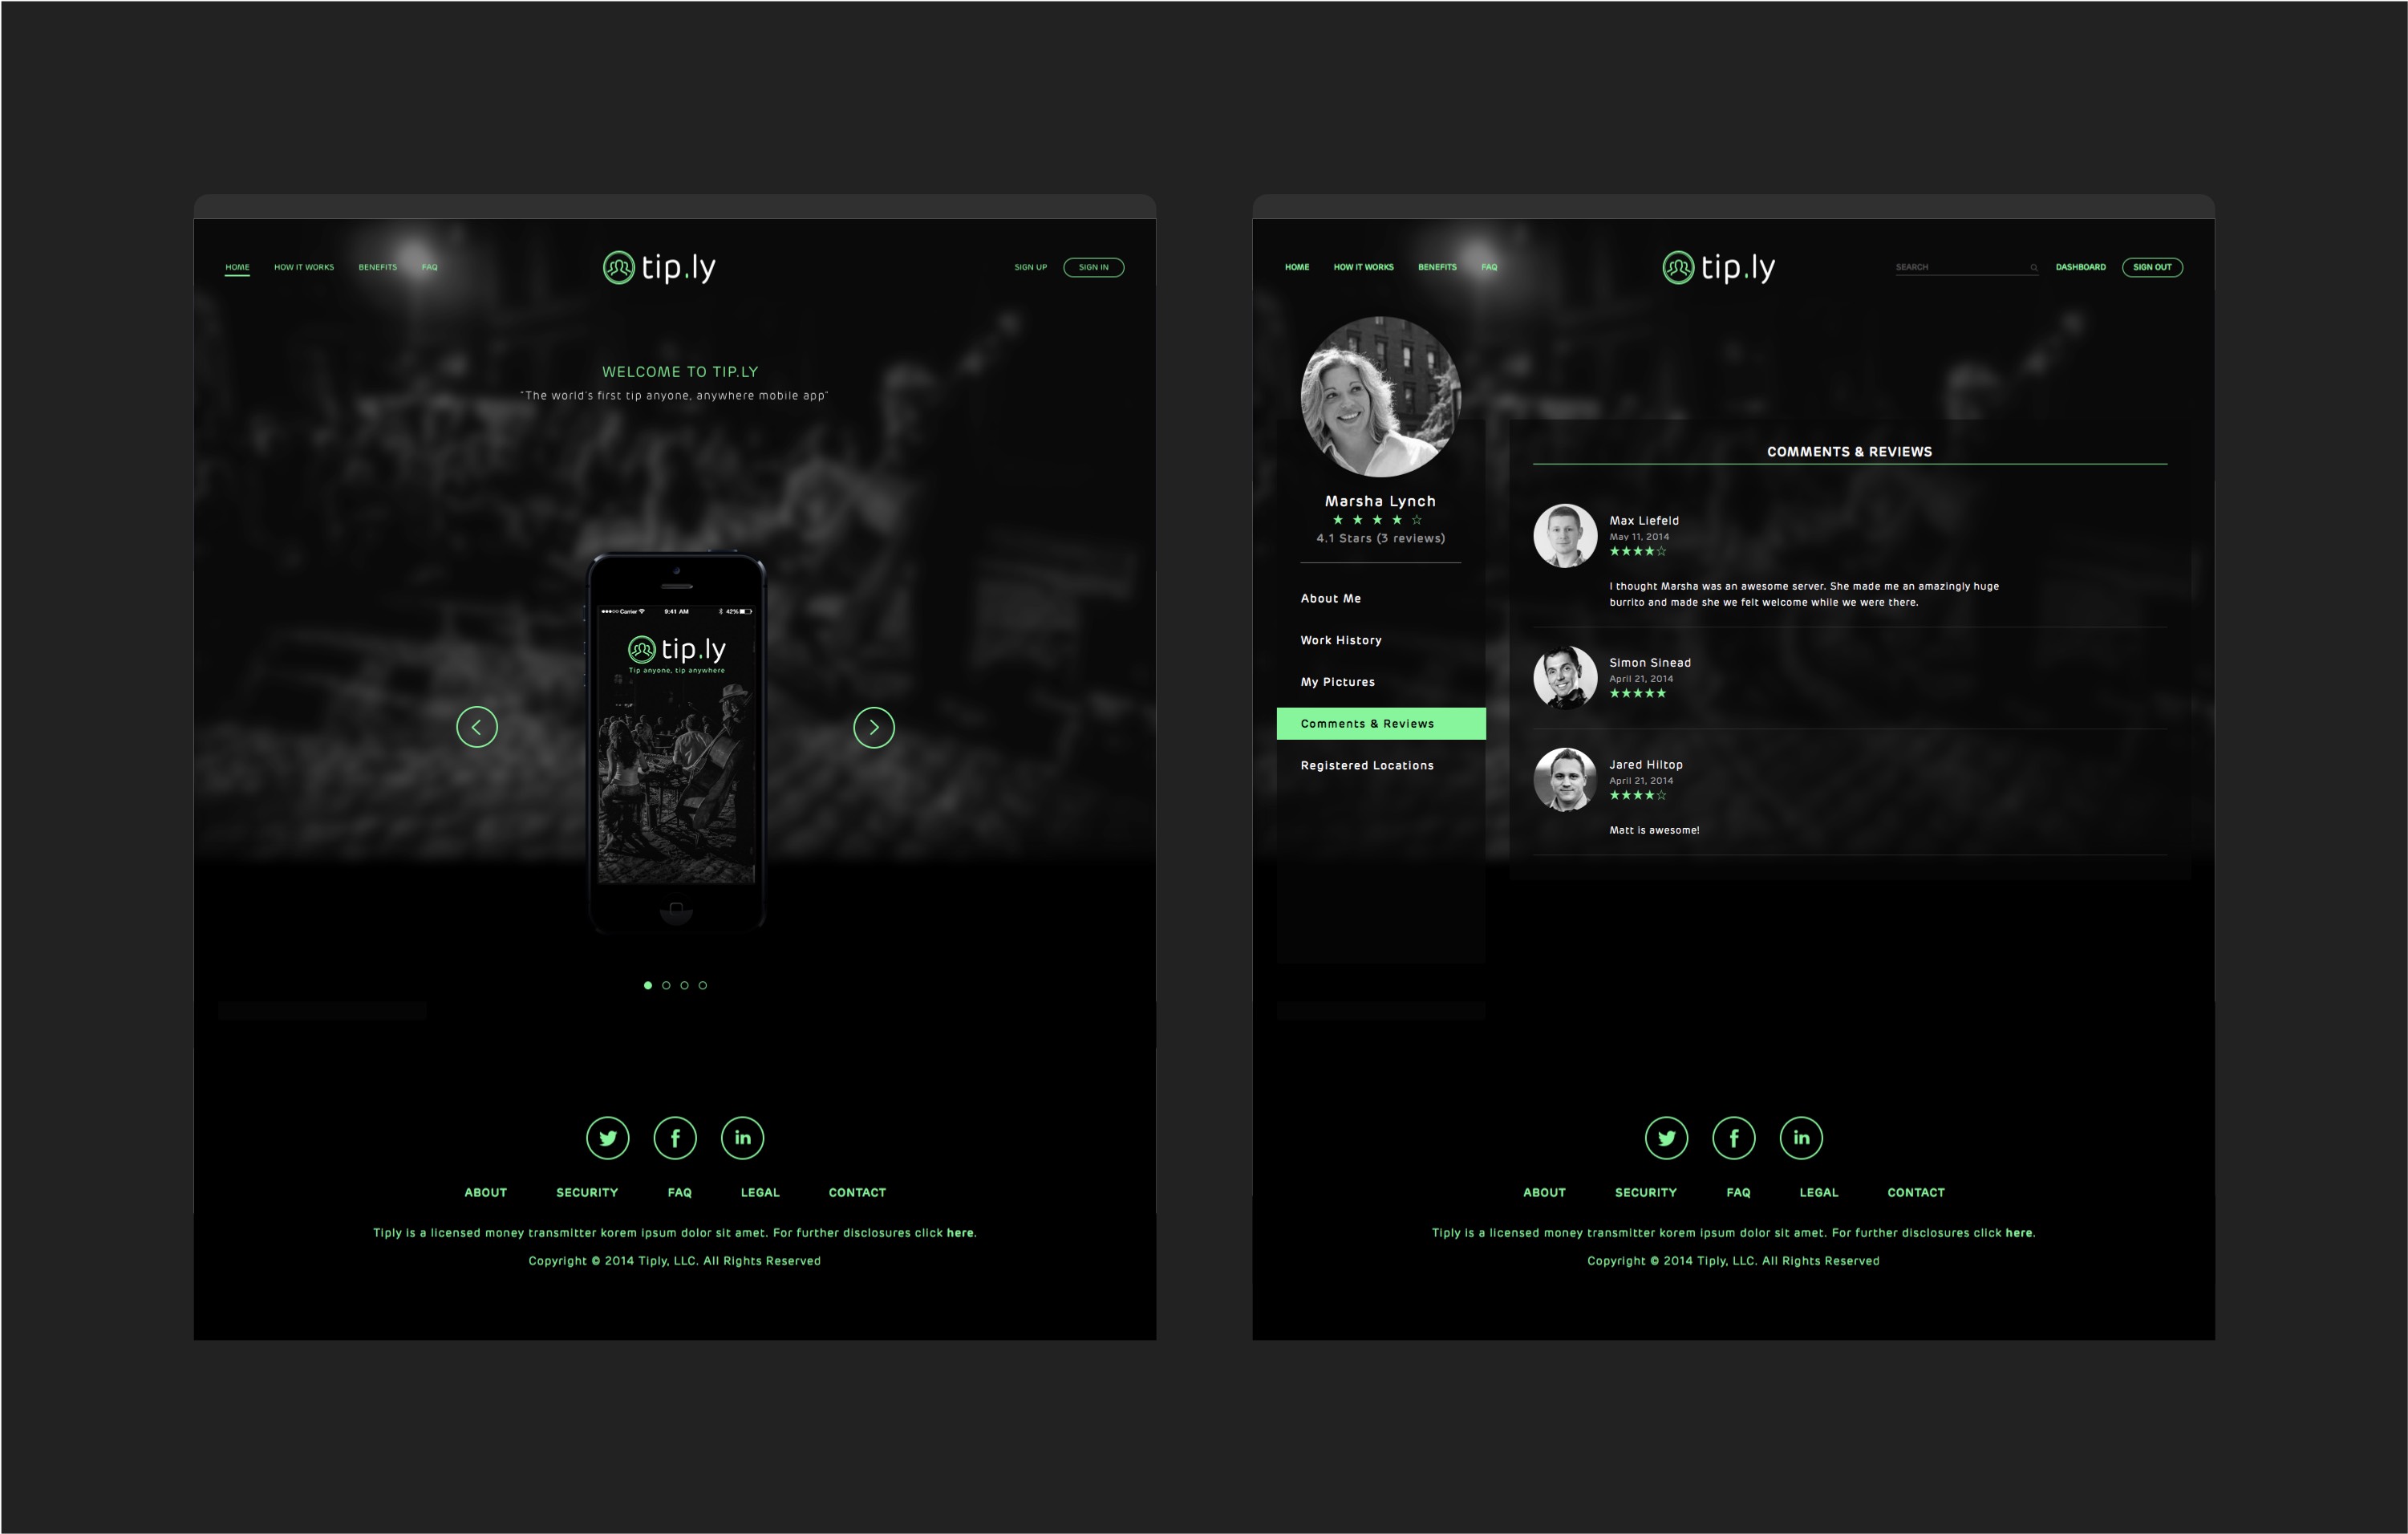 HOME HOW IT WORKS BENEFITS FAQ tip.ly SIGN UP SIGN IN
WELCOME TO TIP.LY
"The world's first tip anyone, anywhere mobile app"
Carrier 9:41 AM 42%
tip.ly
Tip anyone, tip anywhere
ABOUT SECURITY FAQ LEGAL CONTACT
Tiply is a licensed money transmitter korem ipsum dolor sit amet. For further disclosures click here.
Copyright © 2014 Tiply, LLC. All Rights Reserved
HOME HOW IT WORKS BENEFITS FAQ tip.ly SEARCH DASHBOARD SIGN OUT
Marsha Lynch
★ ★ ★ ★ ☆
4.1 Stars (3 reviews)
About Me
Work History
My Pictures
Comments & Reviews
Registered Locations
COMMENTS & REVIEWS
Max Liefeld
May 11, 2014
★★★★☆
I thought Marsha was an awesome server. She made me an amazingly huge
burrito and made she we felt welcome while we were there.
Simon Sinead
April 21, 2014
★★★★★
Jared Hiltop
April 21, 2014
★★★★☆
Matt is awesome!
ABOUT SECURITY FAQ LEGAL CONTACT
Tiply is a licensed money transmitter korem ipsum dolor sit amet. For further disclosures click here.
Copyright © 2014 Tiply, LLC. All Rights Reserved